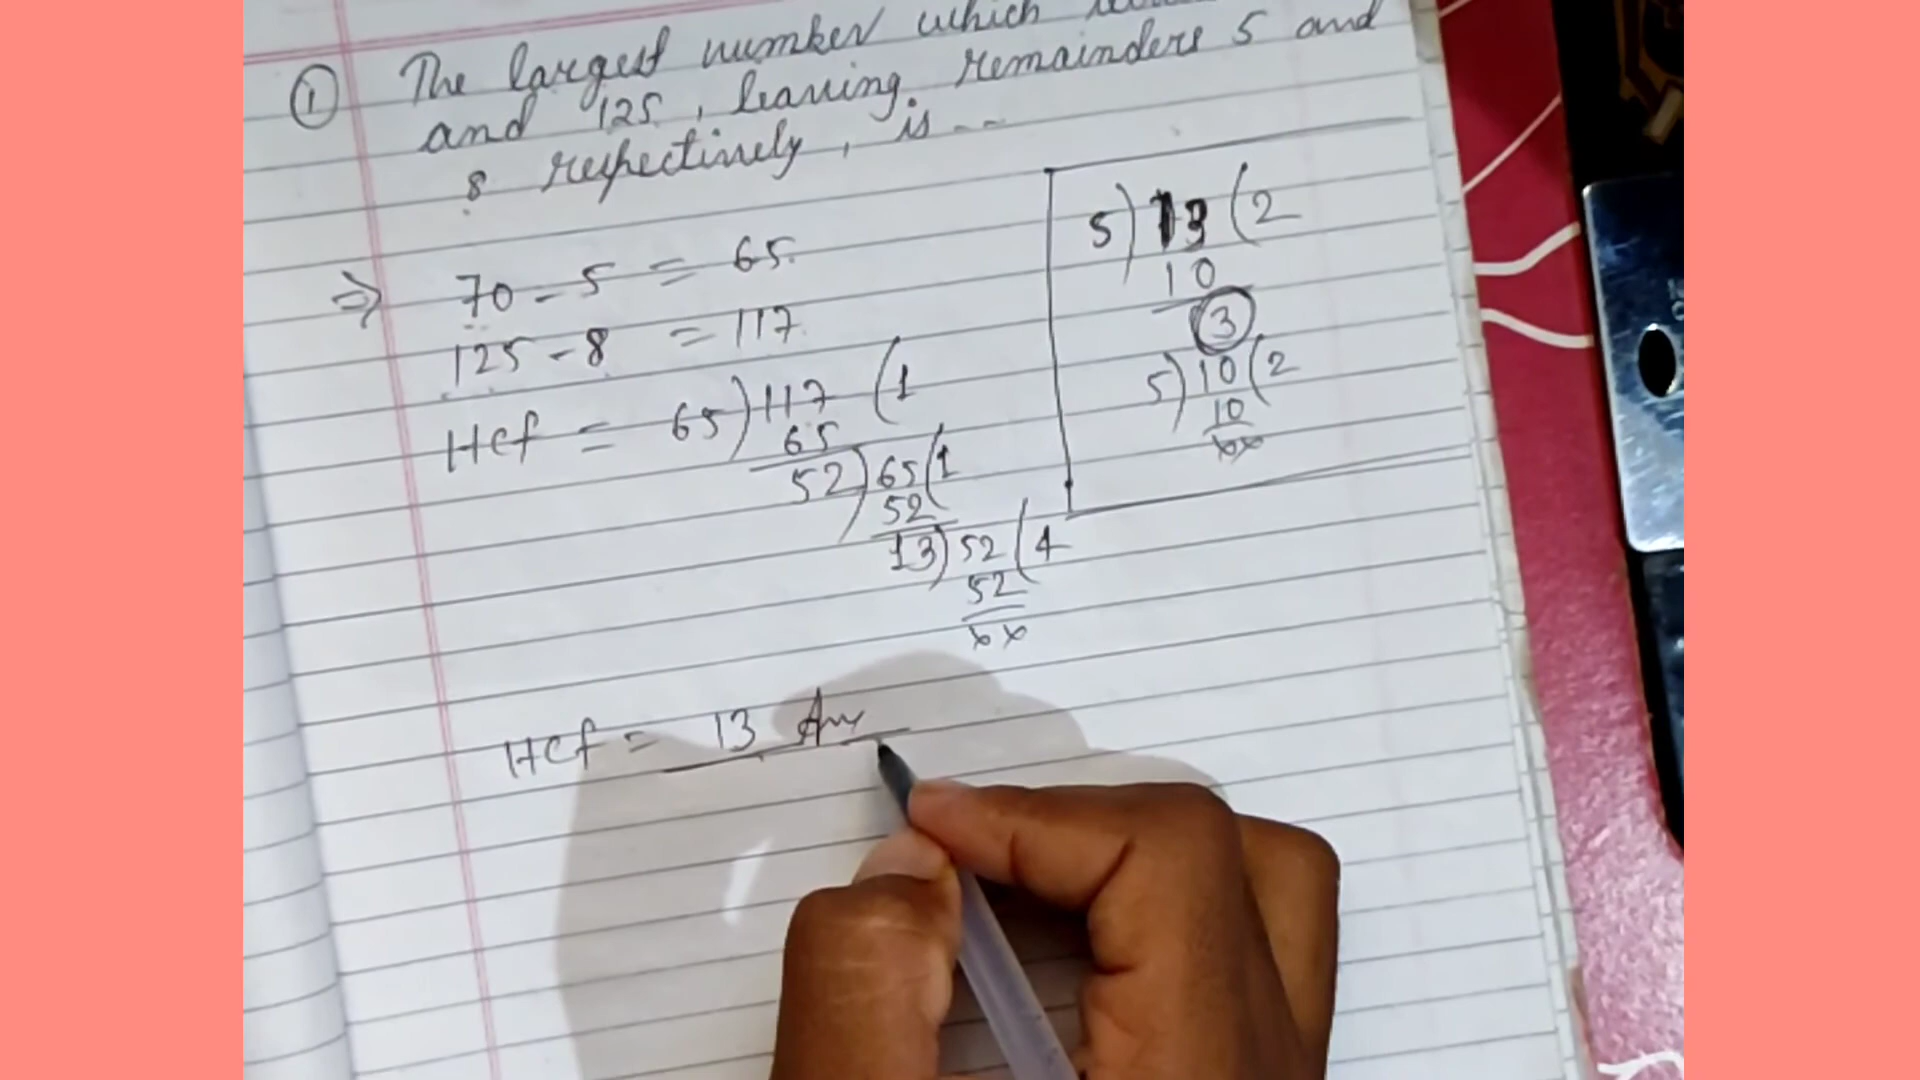 ① The largest number which
and 125, leaving remainders 5 and
8 respectively, is --
⇒ 70 - 5 = 65
125 - 8 = 117
Hcf = 65)117(1
65
52)65(1
52
13)52(4
52
xx
Hcf = 13 Ans
5)13(2
10
3
5)10(2
10
xx